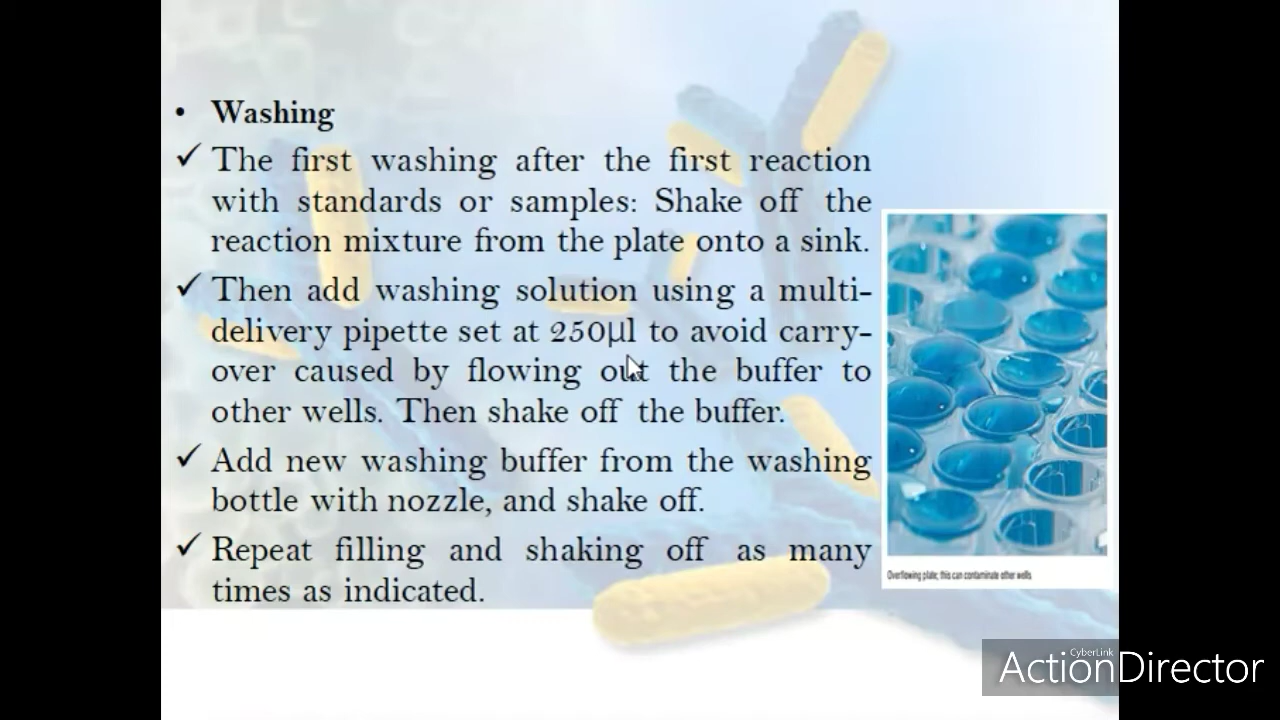 • Washing
✓ The first washing after the first reaction
with standards or samples: Shake off the
reaction mixture from the plate onto a sink.
✓ Then add washing solution using a multi-
delivery pipette set at 250µl to avoid carry-
over caused by flowing out the buffer to
other wells. Then shake off the buffer.
✓ Add new washing buffer from the washing
bottle with nozzle, and shake off.
✓ Repeat filling and shaking off as many
times as indicated.
Overflowing plate; this can contaminate other wells
CyberLink
ActionDirector